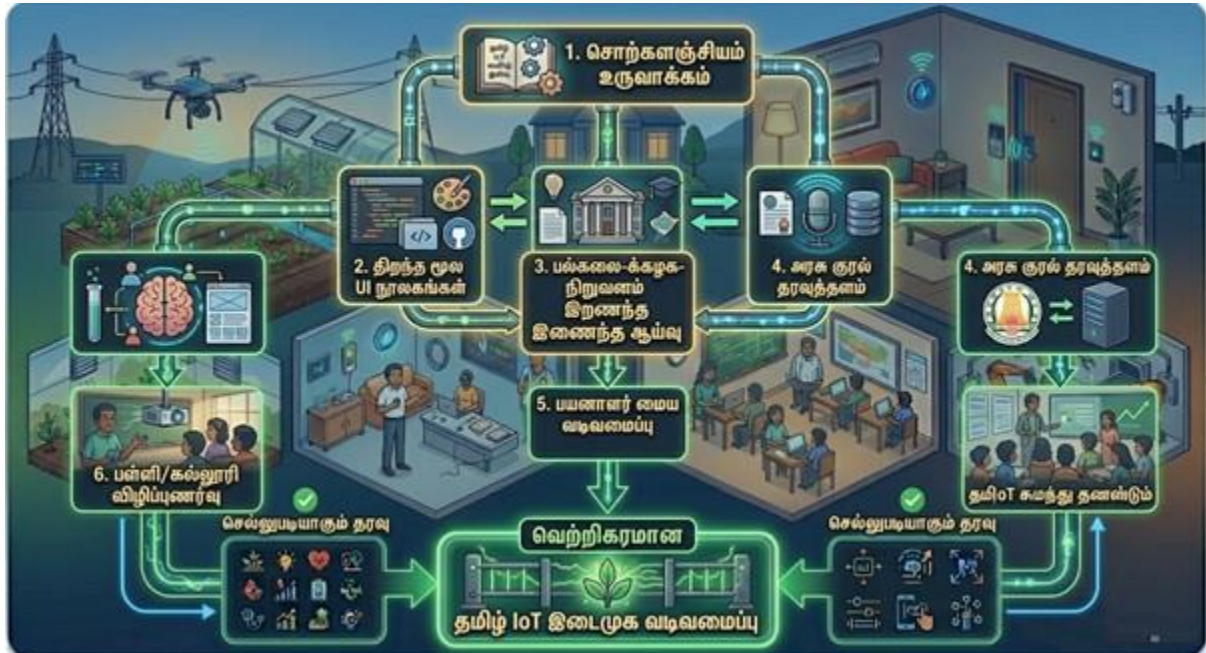 1. சொற்களஞ்சியம்
உருவாக்கம்
2. திறந்த மூல
UI நூலகங்கள்
3. பல்கலை-க்கழக-
நிறுவனம்
இறணந்த
இணைந்த ஆய்வு
4. அரசு குரல்
தரவுத்தளம்
4. அரசு குரல் தரவுத்தளம்
5. பயனாளர் மைய
வடிவமைப்பு
6. பள்ளி/கல்லூரி
விழிப்புணர்வு
செல்லுபடியாகும் தரவு
செல்லுபடியாகும் தரவு
வெற்றிகரமான
தமிழ் IoT இடைமுக வடிவமைப்பு